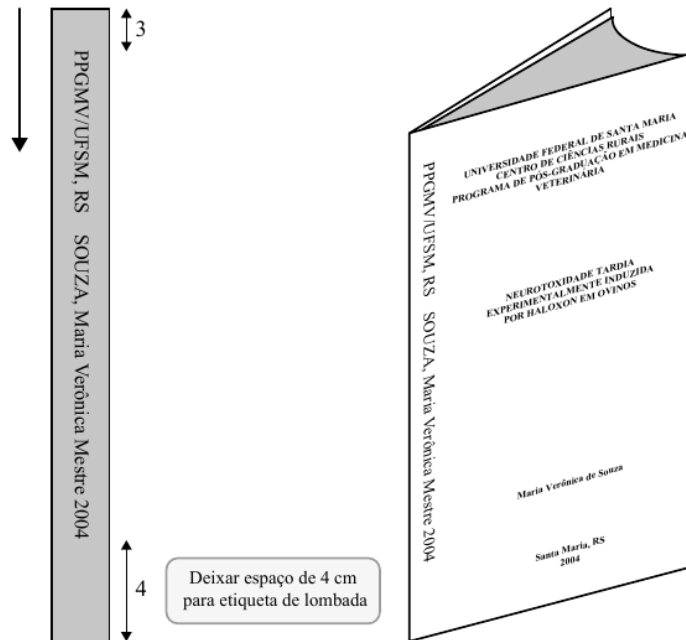 3
PPGMV/UFSM, RS SOUZA, Maria Verônica Mestre 2004
4
Deixar espaço de 4 cm
para etiqueta de lombada
PPGMV/UFSM, RS SOUZA, Maria Verônica Mestre 2004
UNIVERSIDADE FEDERAL DE SANTA MARIA
CENTRO DE CIÊNCIAS RURAIS
PROGRAMA DE PÓS-GRADUAÇÃO EM MEDICINA
VETERINÁRIA
NEUROTOXIDADE TARDIA
EXPERIMENTALMENTE INDUZIDA
POR HALOXON EM OVINOS
Maria Verônica de Souza
Santa Maria, RS
2004